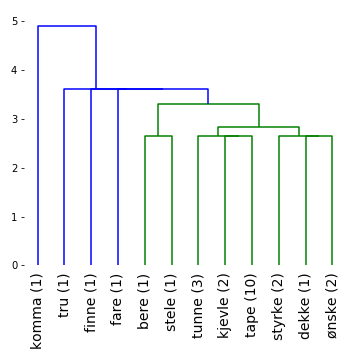 5
4
3
2
1
0
komma (1)
tru (1)
finne (1)
fare (1)
bere (1)
stele (1)
tunne (3)
kjevle (2)
tape (10)
styrke (2)
dekke (1)
ønske (2)